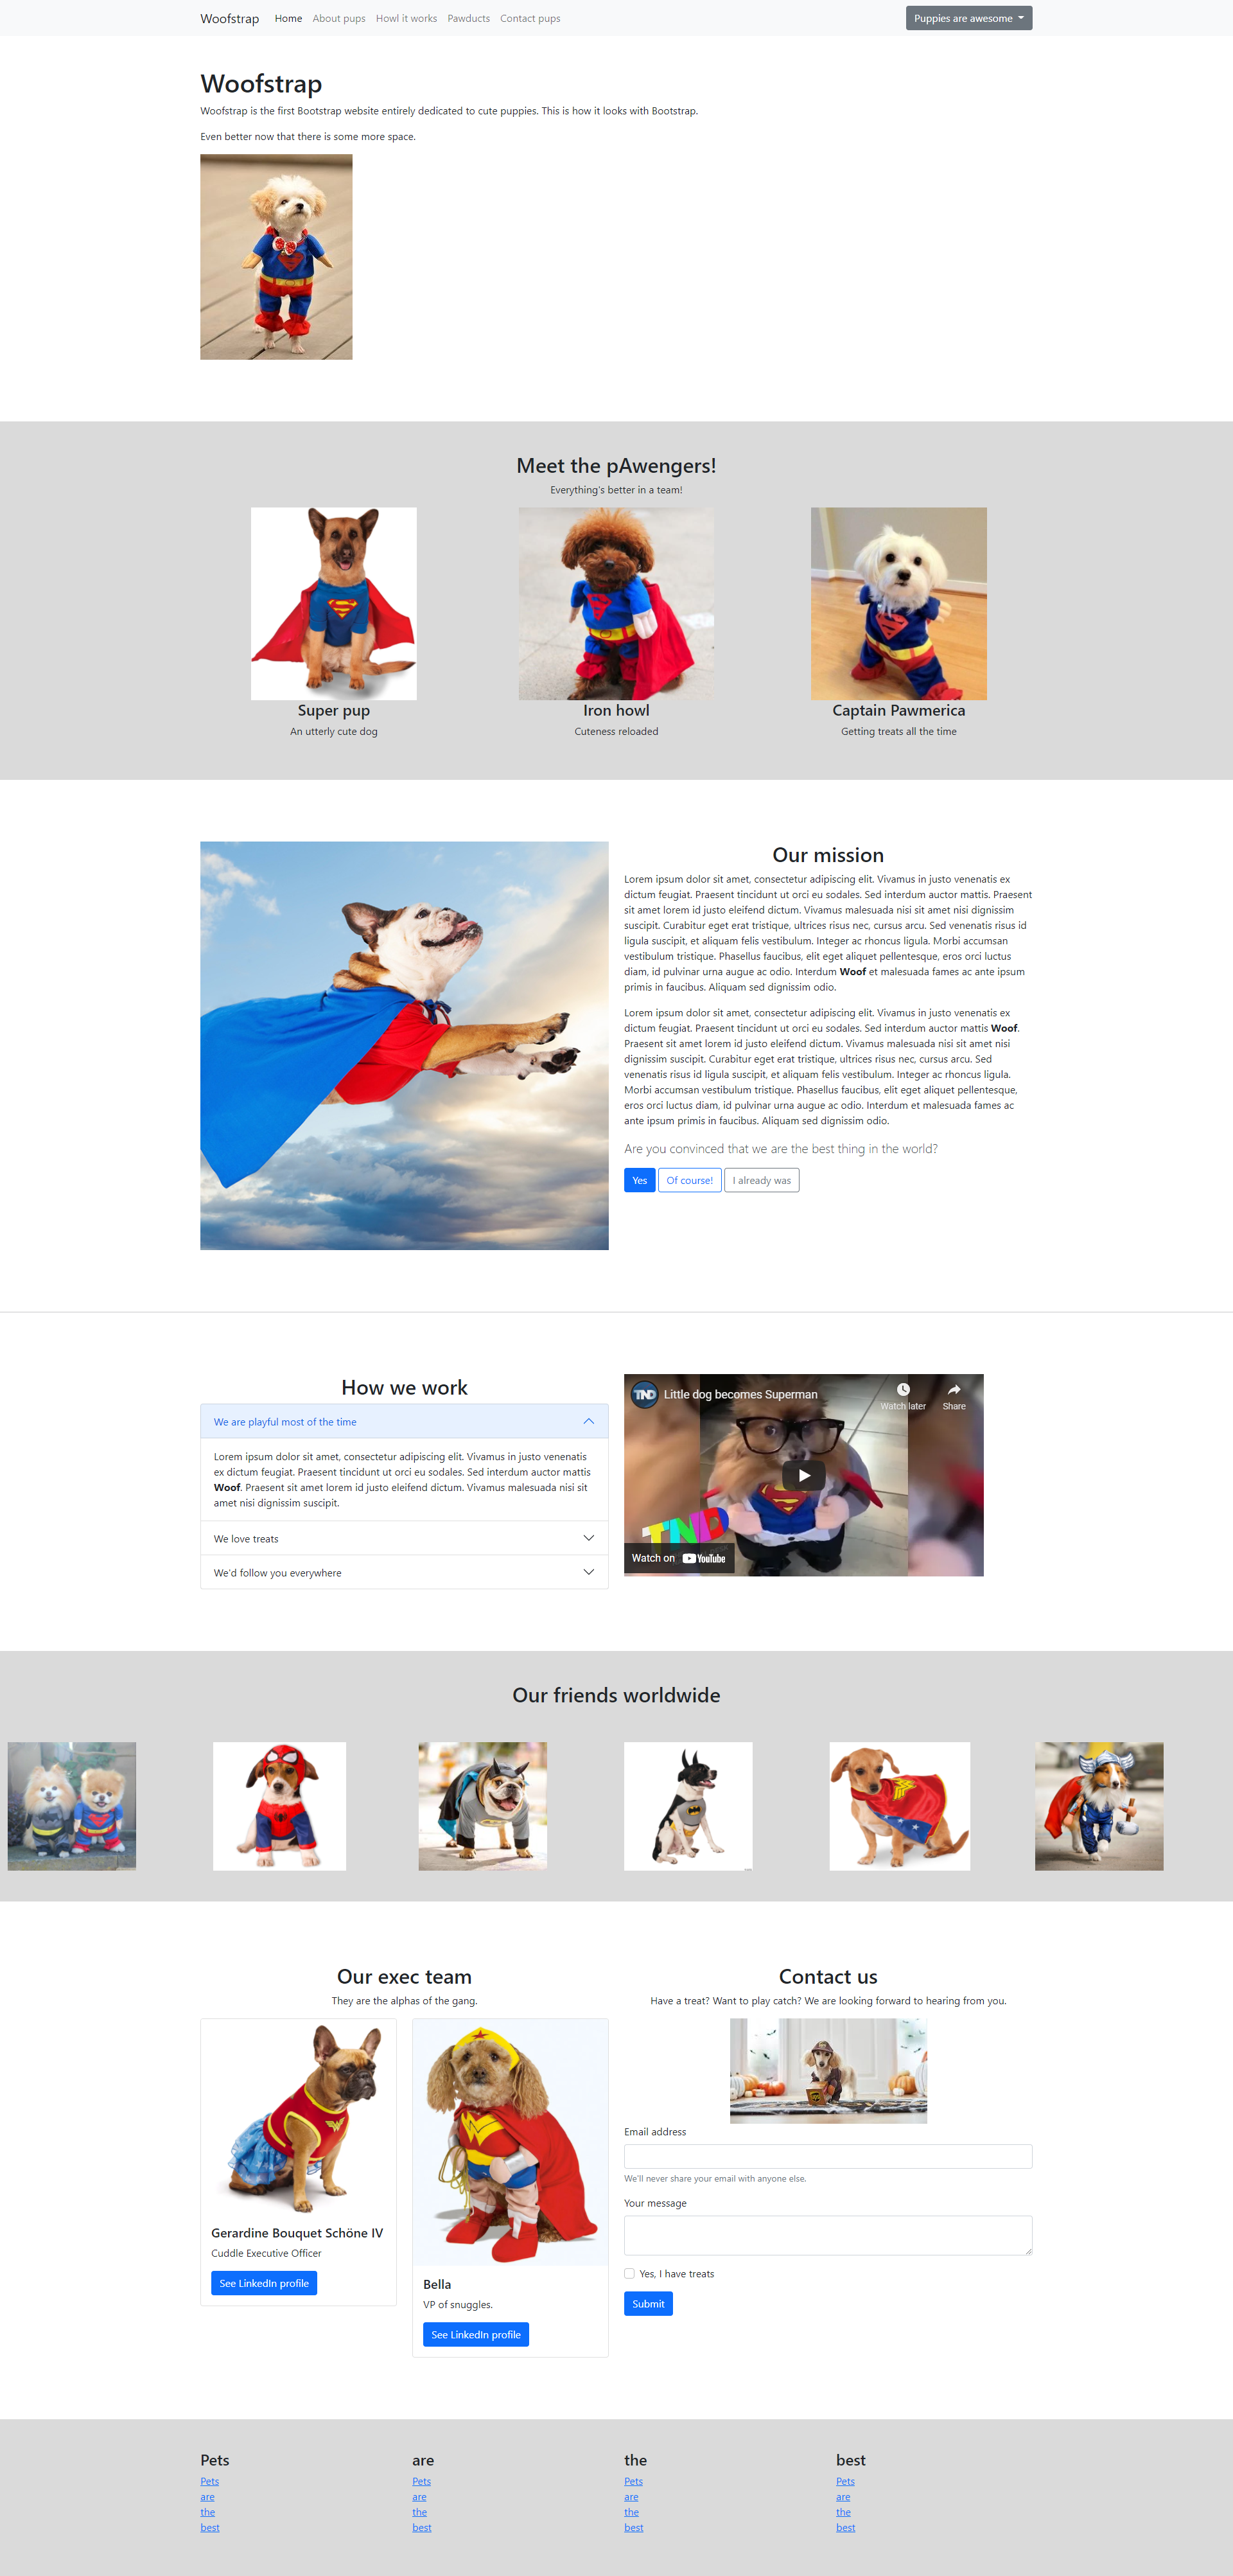 Woofstrap Home About pups Howl it works Pawducts Contact pups Puppies are awesome
Woofstrap
Woofstrap is the first Bootstrap website entirely dedicated to cute puppies. This is how it looks with Bootstrap.
Even better now that there is some more space.
Meet the pAwengers!
Everything's better in a team!
Super pup
An utterly cute dog
Iron howl
Cuteness reloaded
Captain Pawmerica
Getting treats all the time
Our mission
Lorem ipsum dolor sit amet, consectetur adipiscing elit. Vivamus in justo venenatis ex
dictum feugiat. Praesent tincidunt ut orci eu sodales. Sed interdum auctor mattis. Praesent
sit amet lorem id justo eleifend dictum. Vivamus malesuada nisi sit amet nisi dignissim
suscipit. Curabitur eget erat tristique, ultrices risus nec, cursus arcu. Sed venenatis risus id
ligula suscipit, et aliquam felis vestibulum. Integer ac rhoncus ligula. Morbi accumsan
vestibulum tristique. Phasellus faucibus, elit eget aliquet pellentesque, eros orci luctus
diam, id pulvinar urna augue ac odio. Interdum Woof et malesuada fames ac ante ipsum
primis in faucibus. Aliquam sed dignissim odio.
Lorem ipsum dolor sit amet, consectetur adipiscing elit. Vivamus in justo venenatis ex
dictum feugiat. Praesent tincidunt ut orci eu sodales. Sed interdum auctor mattis Woof.
Praesent sit amet lorem id justo eleifend dictum. Vivamus malesuada nisi sit amet nisi
dignissim suscipit. Curabitur eget erat tristique, ultrices risus nec, cursus arcu. Sed
venenatis risus id ligula suscipit, et aliquam felis vestibulum. Integer ac rhoncus ligula.
Morbi accumsan vestibulum tristique. Phasellus faucibus, elit eget aliquet pellentesque,
eros orci luctus diam, id pulvinar urna augue ac odio. Interdum et malesuada fames ac
ante ipsum primis in faucibus. Aliquam sed dignissim odio.
Are you convinced that we are the best thing in the world?
Yes Of course! I already was
How we work
We are playful most of the time
Lorem ipsum dolor sit amet, consectetur adipiscing elit. Vivamus in justo venenatis
ex dictum feugiat. Praesent tincidunt ut orci eu sodales. Sed interdum auctor mattis
Woof. Praesent sit amet lorem id justo eleifend dictum. Vivamus malesuada nisi sit
amet nisi dignissim suscipit.
We love treats
We'd follow you everywhere
TND Little dog becomes Superman
Watch later Share
TND
Watch on YouTube
Our friends worldwide
Our exec team
They are the alphas of the gang.
Gerardine Bouquet Schöne IV
Cuddle Executive Officer
See LinkedIn profile
Bella
VP of snuggles.
See LinkedIn profile
Contact us
Have a treat? Want to play catch? We are looking forward to hearing from you.
Email address
We'll never share your email with anyone else.
Your message
Yes, I have treats
Submit
Pets
Pets
are
the
best
are
Pets
are
the
best
the
Pets
are
the
best
best
Pets
are
the
best